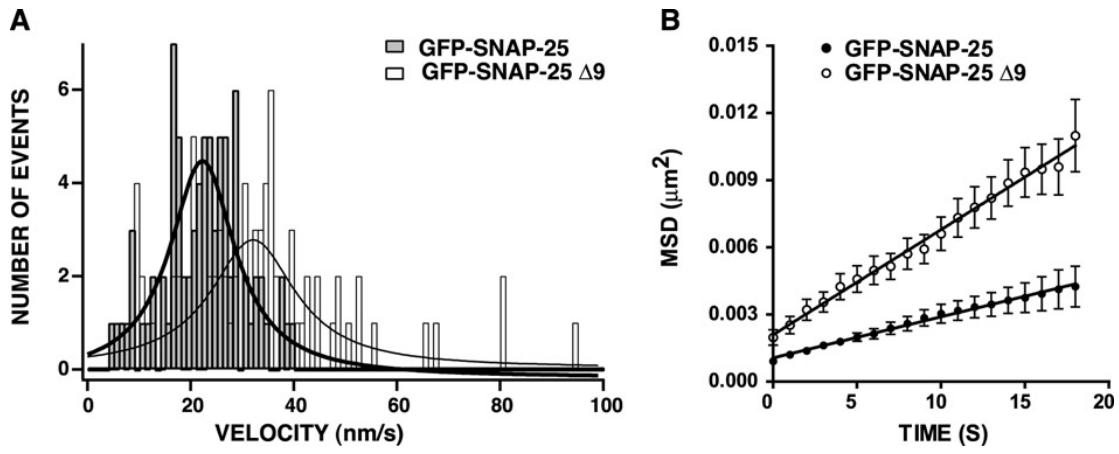 A
GFP-SNAP-25
GFP-SNAP-25 Δ9
NUMBER OF EVENTS
6
4
2
0
0 20 40 60 80 100
VELOCITY (nm/s)
B
GFP-SNAP-25
GFP-SNAP-25 Δ9
MSD (μm²)
0.015
0.012
0.009
0.006
0.003
0.000
0 5 10 15 20
TIME (S)